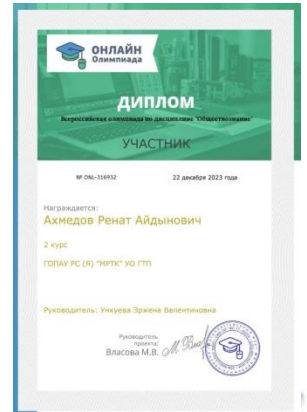 ОНЛАЙН
Олимпиада
ДИПЛОМ
Всероссийская олимпиада по дисциплине "Обществознание"
УЧАСТНИК
№ ONL-316932
22 декабря 2023 года
Награждается:
Ахмедов Ренат Айдынович
2 курс
ГОПАУ РС (Я) "МРТК" УО ГТП
Руководитель: Ункуева Эржена Валентиновна
Руководитель
проекта:
Власова М.В.